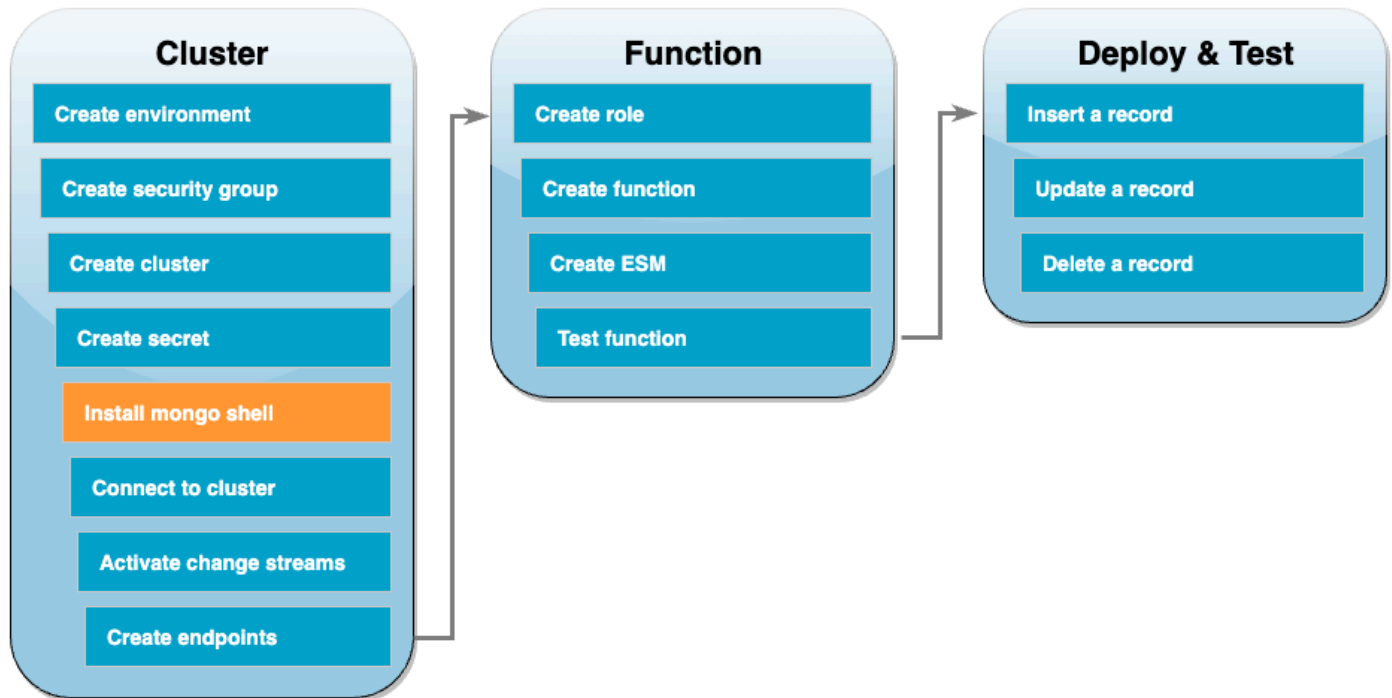 Cluster
Create environment
Create security group
Create cluster
Create secret
Install mongo shell
Connect to cluster
Activate change streams
Create endpoints
Function
Create role
Create function
Create ESM
Test function
Deploy & Test
Insert a record
Update a record
Delete a record